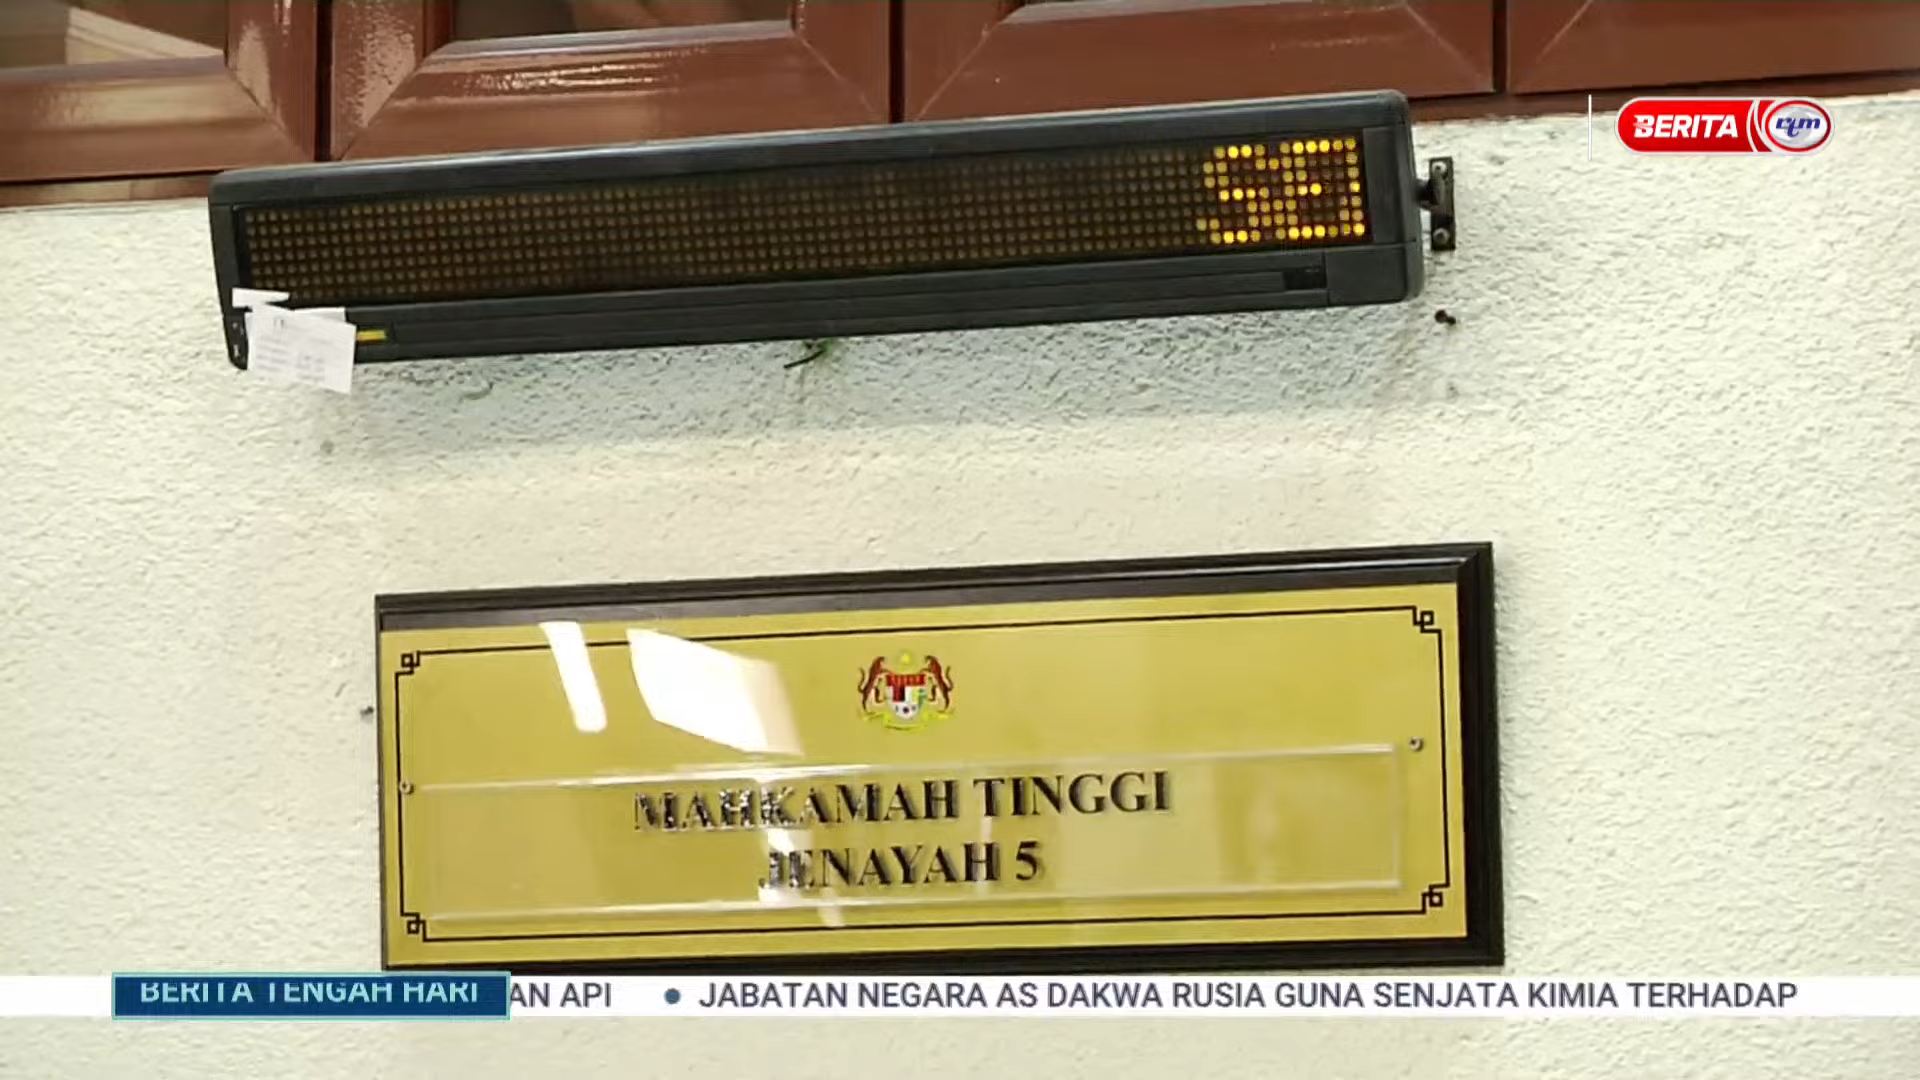 BERITA rtm
MAHKAMAH TINGGI
JENAYAH 5
BERITA TENGAH HARI
AN API • JABATAN NEGARA AS DAKWA RUSIA GUNA SENJATA KIMIA TERHADAP